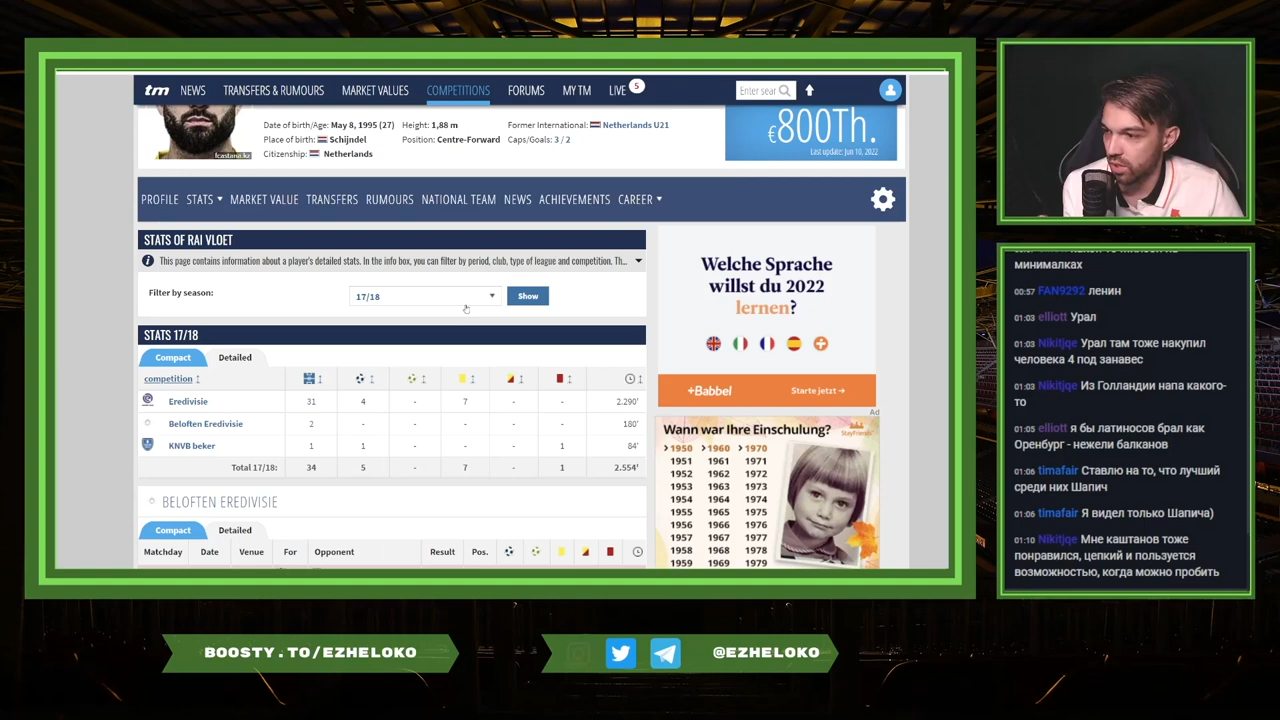 tm NEWS TRANSFERS & RUMOURS MARKET VALUES COMPETITIONS FORUMS MY TM LIVE 5 Enter sear
Date of birth/Age: May 8, 1995 (27) Height: 1,88 m Former International: Netherlands U21
Place of birth: Schijndel Position: Centre-Forward Caps/Goals: 3 / 2
Citizenship: Netherlands
fcastana.kz
€800Th.
Last update: Jun 10, 2022
PROFILE STATS MARKET VALUE TRANSFERS RUMOURS NATIONAL TEAM NEWS ACHIEVEMENTS CAREER
STATS OF RAI VLOET
This page contains information about a player's detailed stats. In the info box, you can filter by period, club, type of league and competition. Th...
Filter by season: 17/18 Show
STATS 17/18
Compact Detailed
competition
Eredivisie 31 4 - 7 - - 2.290'
Beloften Eredivisie 2 - - - - - 180'
KNVB beker 1 1 - - - 1 84'
Total 17/18: 34 5 - 7 - 1 2.554'
BELOFTEN EREDIVISIE
Compact Detailed
Matchday Date Venue For Opponent Result Pos.
Welche Sprache
willst du 2022
lernen?
+Babbel Starte jetzt →
Ad
Wann war Ihre Einschulung?
StayFriends
1950 1960 1970
1951 1961 1971
1952 1962 1972
1953 1963 1973
1954 1964 1974
1955 1965 1975
1956 1966 1976
1957 1967 1977
1958 1968 1978
1959 1969 1979
минималках
00:57 FAN9292 ленин
01:03 elliott Урал
01:03 Nikitjqe Урал там тоже накупил
человека 4 под занавес
01:03 Nikitjqe Из Голландии напа какого-
то
01:05 elliott я бы латиносов брал как
Оренбург - нежели балканов
01:06 timafair Ставлю на то, что лучший
среди них Шапич
01:06 timafair Я видел только Шапича)
01:10 Nikitjqe Мне каштанов тоже
понравился, цепкий и пользуется
возможностью, когда можно пробить
BOOSTY.TO/EZHELOKO
@EZHELOKO